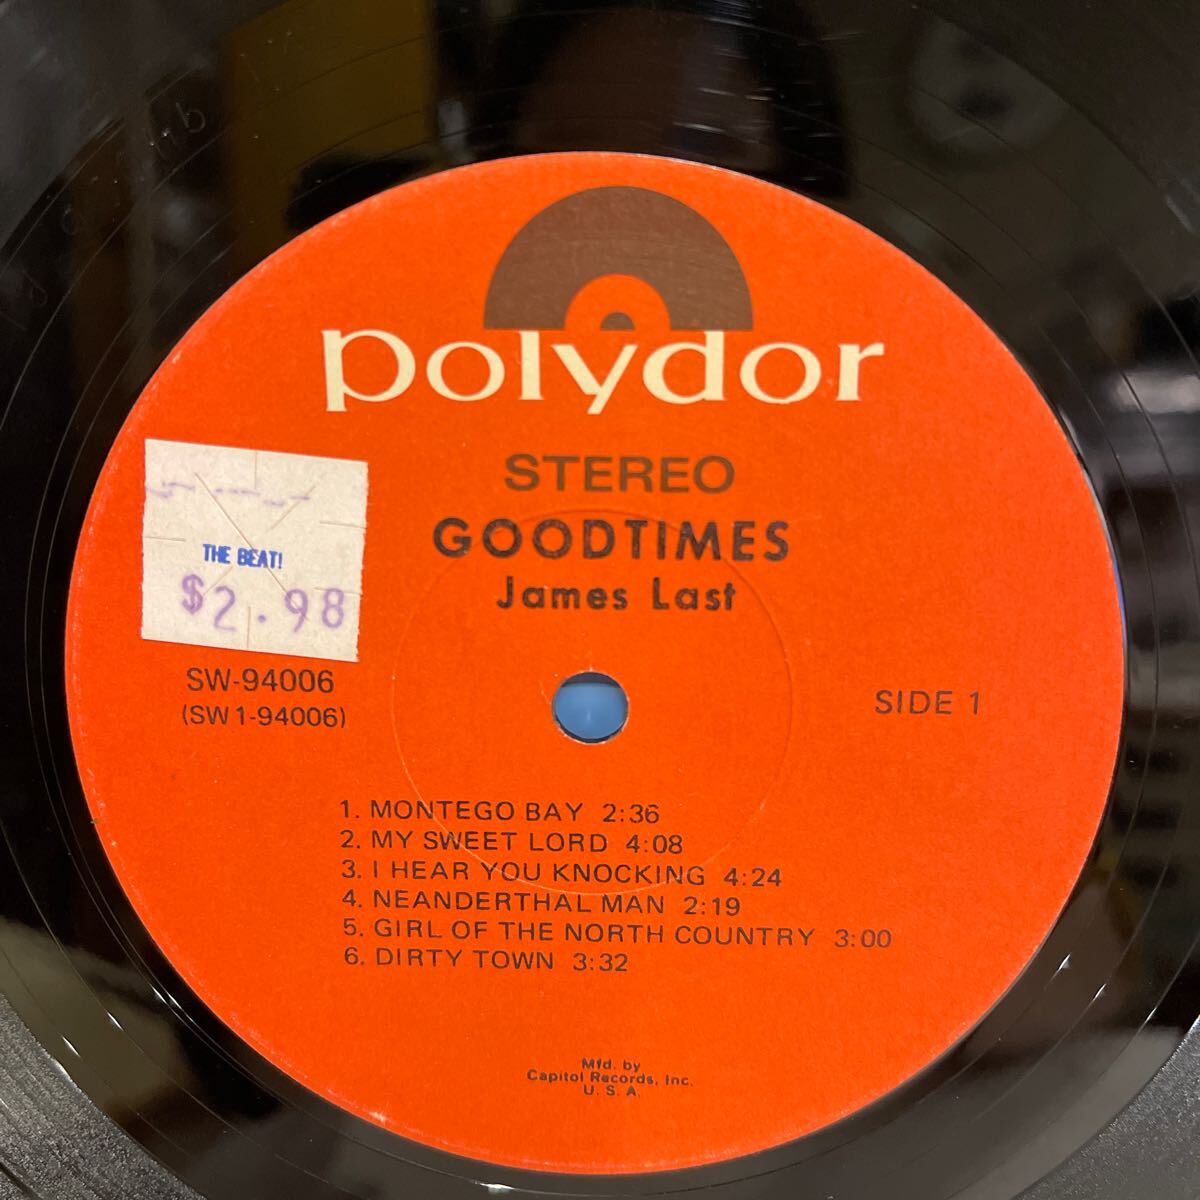 polydor
STEREO
GOODTIMES
James Last
THE BEAT!
$2.98
SW-94006
(SW1-94006)
SIDE 1
1. MONTEGO BAY 2:36
2. MY SWEET LORD 4:08
3. I HEAR YOU KNOCKING 4:24
4. NEANDERTHAL MAN 2:19
5. GIRL OF THE NORTH COUNTRY 3:00
6. DIRTY TOWN 3:32
Mfd. by
Capitol Records, Inc.
U. S. A.